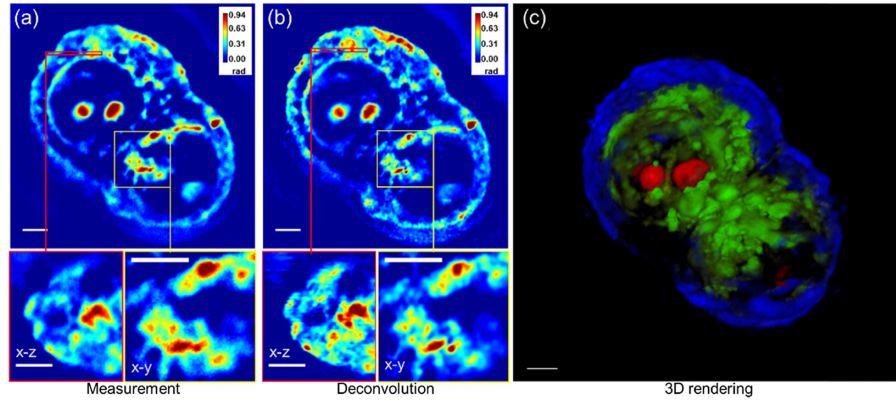 (a)
0.94
0.63
0.31
0.00
rad
(b)
0.94
0.63
0.31
0.00
rad
(c)
x-z
x-y
x-z
x-y
Measurement
Deconvolution
3D rendering